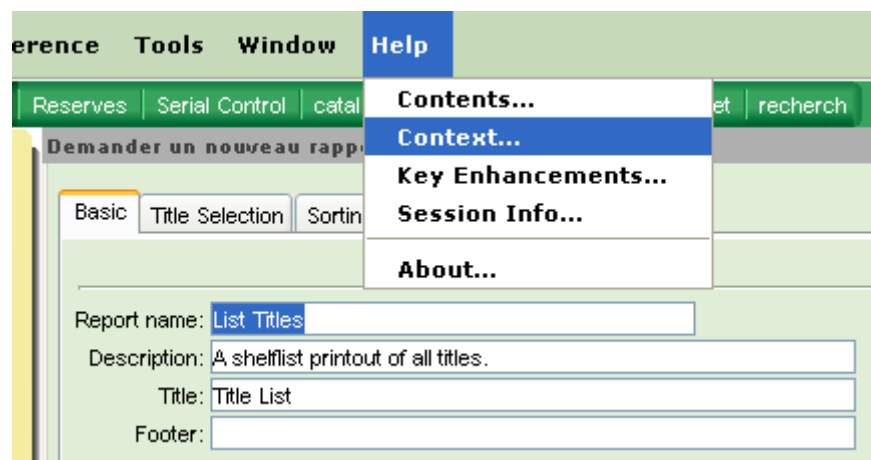 erence Tools Window Help
Reserves Serial Control catal et recherch
Contents...
Context...
Key Enhancements...
Session Info...
About...
Demander un nouveau rapp
Basic Title Selection Sortin
Report name: List Titles
Description: A shelflist printout of all titles.
Title: Title List
Footer: